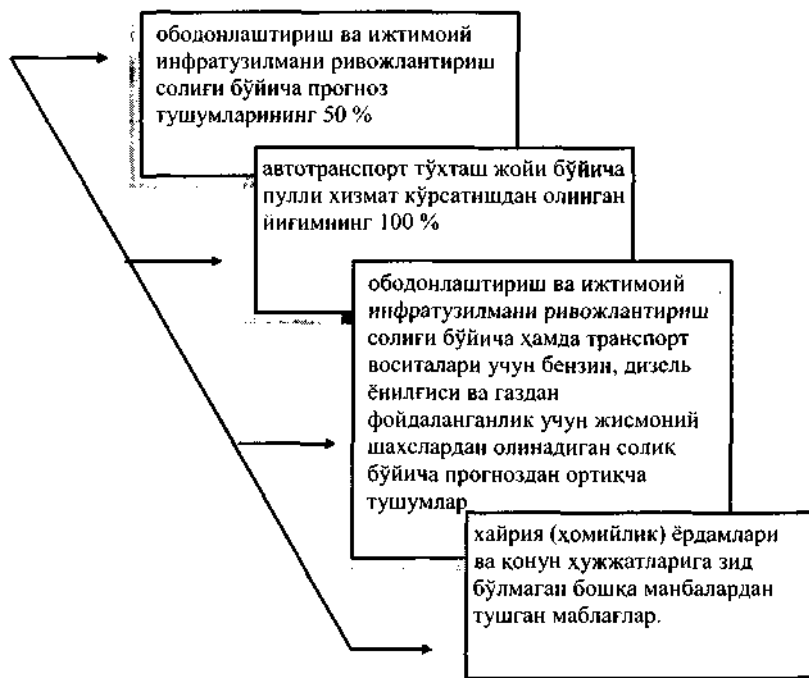 ободонлаштириш ва ижтимоий
инфратузилмани ривожлантириш
солиғи бўйича прогноз
тушумларининг 50 %
автотранспорт тўхташ жойи бўйича
пулли хизмат кўрсатишдан олинган
йиғимнинг 100 %
ободонлаштириш ва ижтимоий
инфратузилмани ривожлантириш
солиғи бўйича ҳамда транспорт
воситалари учун бензин, дизель
ёнилғиси ва газдан
фойдаланганлик учун жисмоний
шахслардан олинадиган солиқ
бўйича прогноздан ортиқча
тушумлар
хайрия (ҳомийлик) ёрдамлари
ва қонун ҳужжатларига зид
бўлмаган бошқа манбалардан
тушган маблағлар.